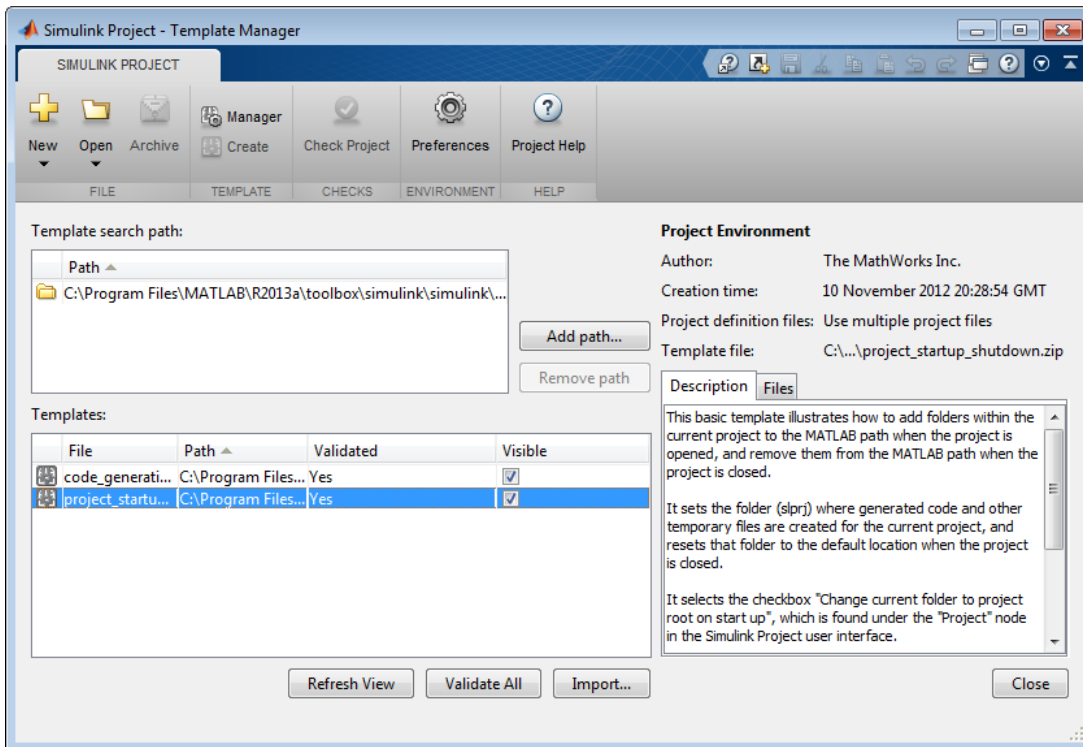 Simulink Project - Template Manager
SIMULINK PROJECT
New
Open
Archive
Manager
Create
Check Project
Preferences
Project Help
FILE
TEMPLATE
CHECKS
ENVIRONMENT
HELP
Template search path:
Path
C:\Program Files\MATLAB\R2013a\toolbox\simulink\simulink\...
Add path...
Remove path
Templates:
File Path Validated Visible
code_generati... C:\Program Files... Yes
project_startu... C:\Program Files... Yes
Refresh View
Validate All
Import...
Project Environment
Author: The MathWorks Inc.
Creation time: 10 November 2012 20:28:54 GMT
Project definition files: Use multiple project files
Template file: C:\...\project_startup_shutdown.zip
Description Files
This basic template illustrates how to add folders within the
current project to the MATLAB path when the project is
opened, and remove them from the MATLAB path when the
project is closed.
It sets the folder (slprj) where generated code and other
temporary files are created for the current project, and
resets that folder to the default location when the project
is closed.
It selects the checkbox "Change current folder to project
root on start up", which is found under the "Project" node
in the Simulink Project user interface.
Close